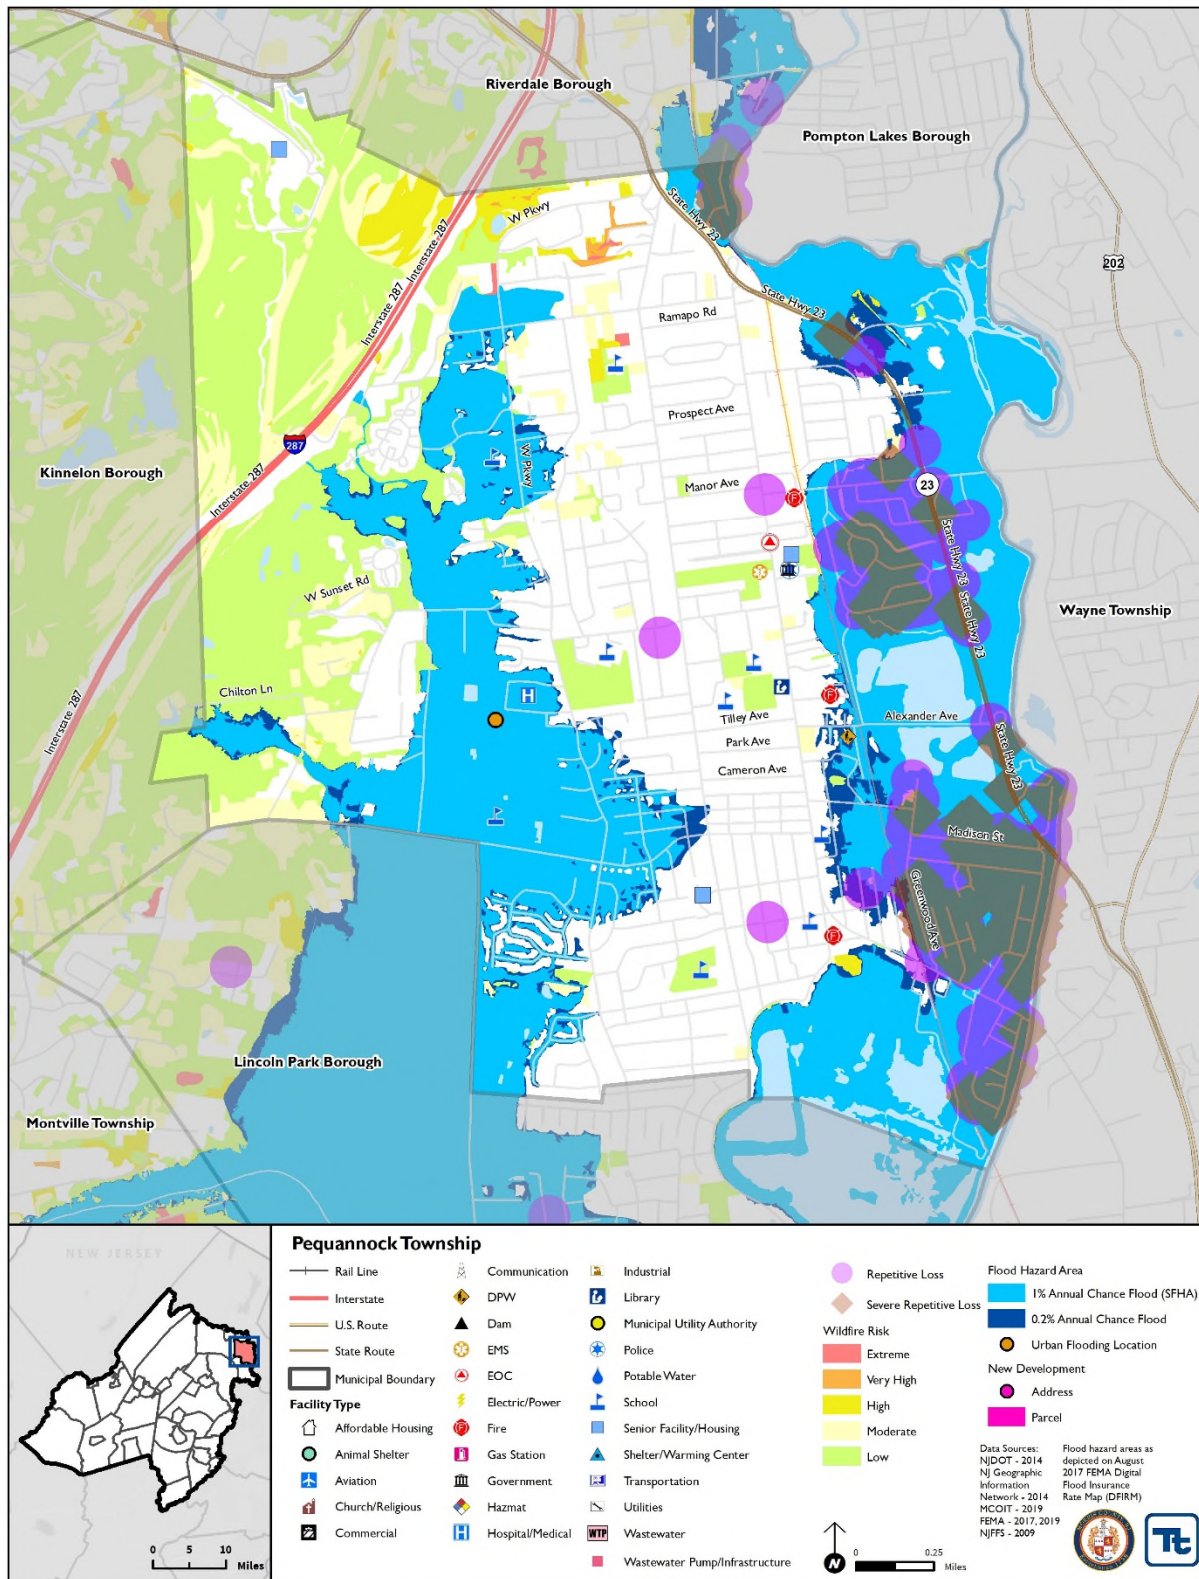 Riverdale Borough
Pompton Lakes Borough
W Pkwy
State Hwy 23
Interstate 287
Interstate 287
202
State Hwy 23
Ramapo Rd
Prospect Ave
287
W Pkwy
Kinnelon Borough
Interstate 287
Manor Ave
F
23
State Hwy 23
W Sunset Rd
State Hwy 23
Wayne Township
Chilton Ln
H
F
Tilley Ave
Alexander Ave
Interstate 287
Park Ave
State Hwy 23
Cameron Ave
Madison St
Greenwood Ave
F
Lincoln Park Borough
Montville Township
NEW JERSEY
0 5 10
Miles
Pequannock Township
Rail Line
Interstate
U.S. Route
State Route
Municipal Boundary
Facility Type
Affordable Housing
Animal Shelter
Aviation
Church/Religious
Commercial
Communication
DPW
Dam
EMS
EOC
Electric/Power
F Fire
Gas Station
Government
Hazmat
H Hospital/Medical
Industrial
Library
Municipal Utility Authority
Police
Potable Water
School
Senior Facility/Housing
Shelter/Warming Center
Transportation
Utilities
WTP Wastewater
Wastewater Pump/Infrastructure
Repetitive Loss
Severe Repetitive Loss
Wildfire Risk
Extreme
Very High
High
Moderate
Low
N
0 0.25
Miles
Flood Hazard Area
1% Annual Chance Flood (SFHA)
0.2% Annual Chance Flood
Urban Flooding Location
New Development
Address
Parcel
Data Sources:
NJDOT - 2014
NJ Geographic
Information
Network - 2014
MCOIT - 2019
FEMA - 2017, 2019
NJFFS - 2009
Flood hazard areas as
depicted on August
2017 FEMA Digital
Flood Insurance
Rate Map (DFIRM)
Tt